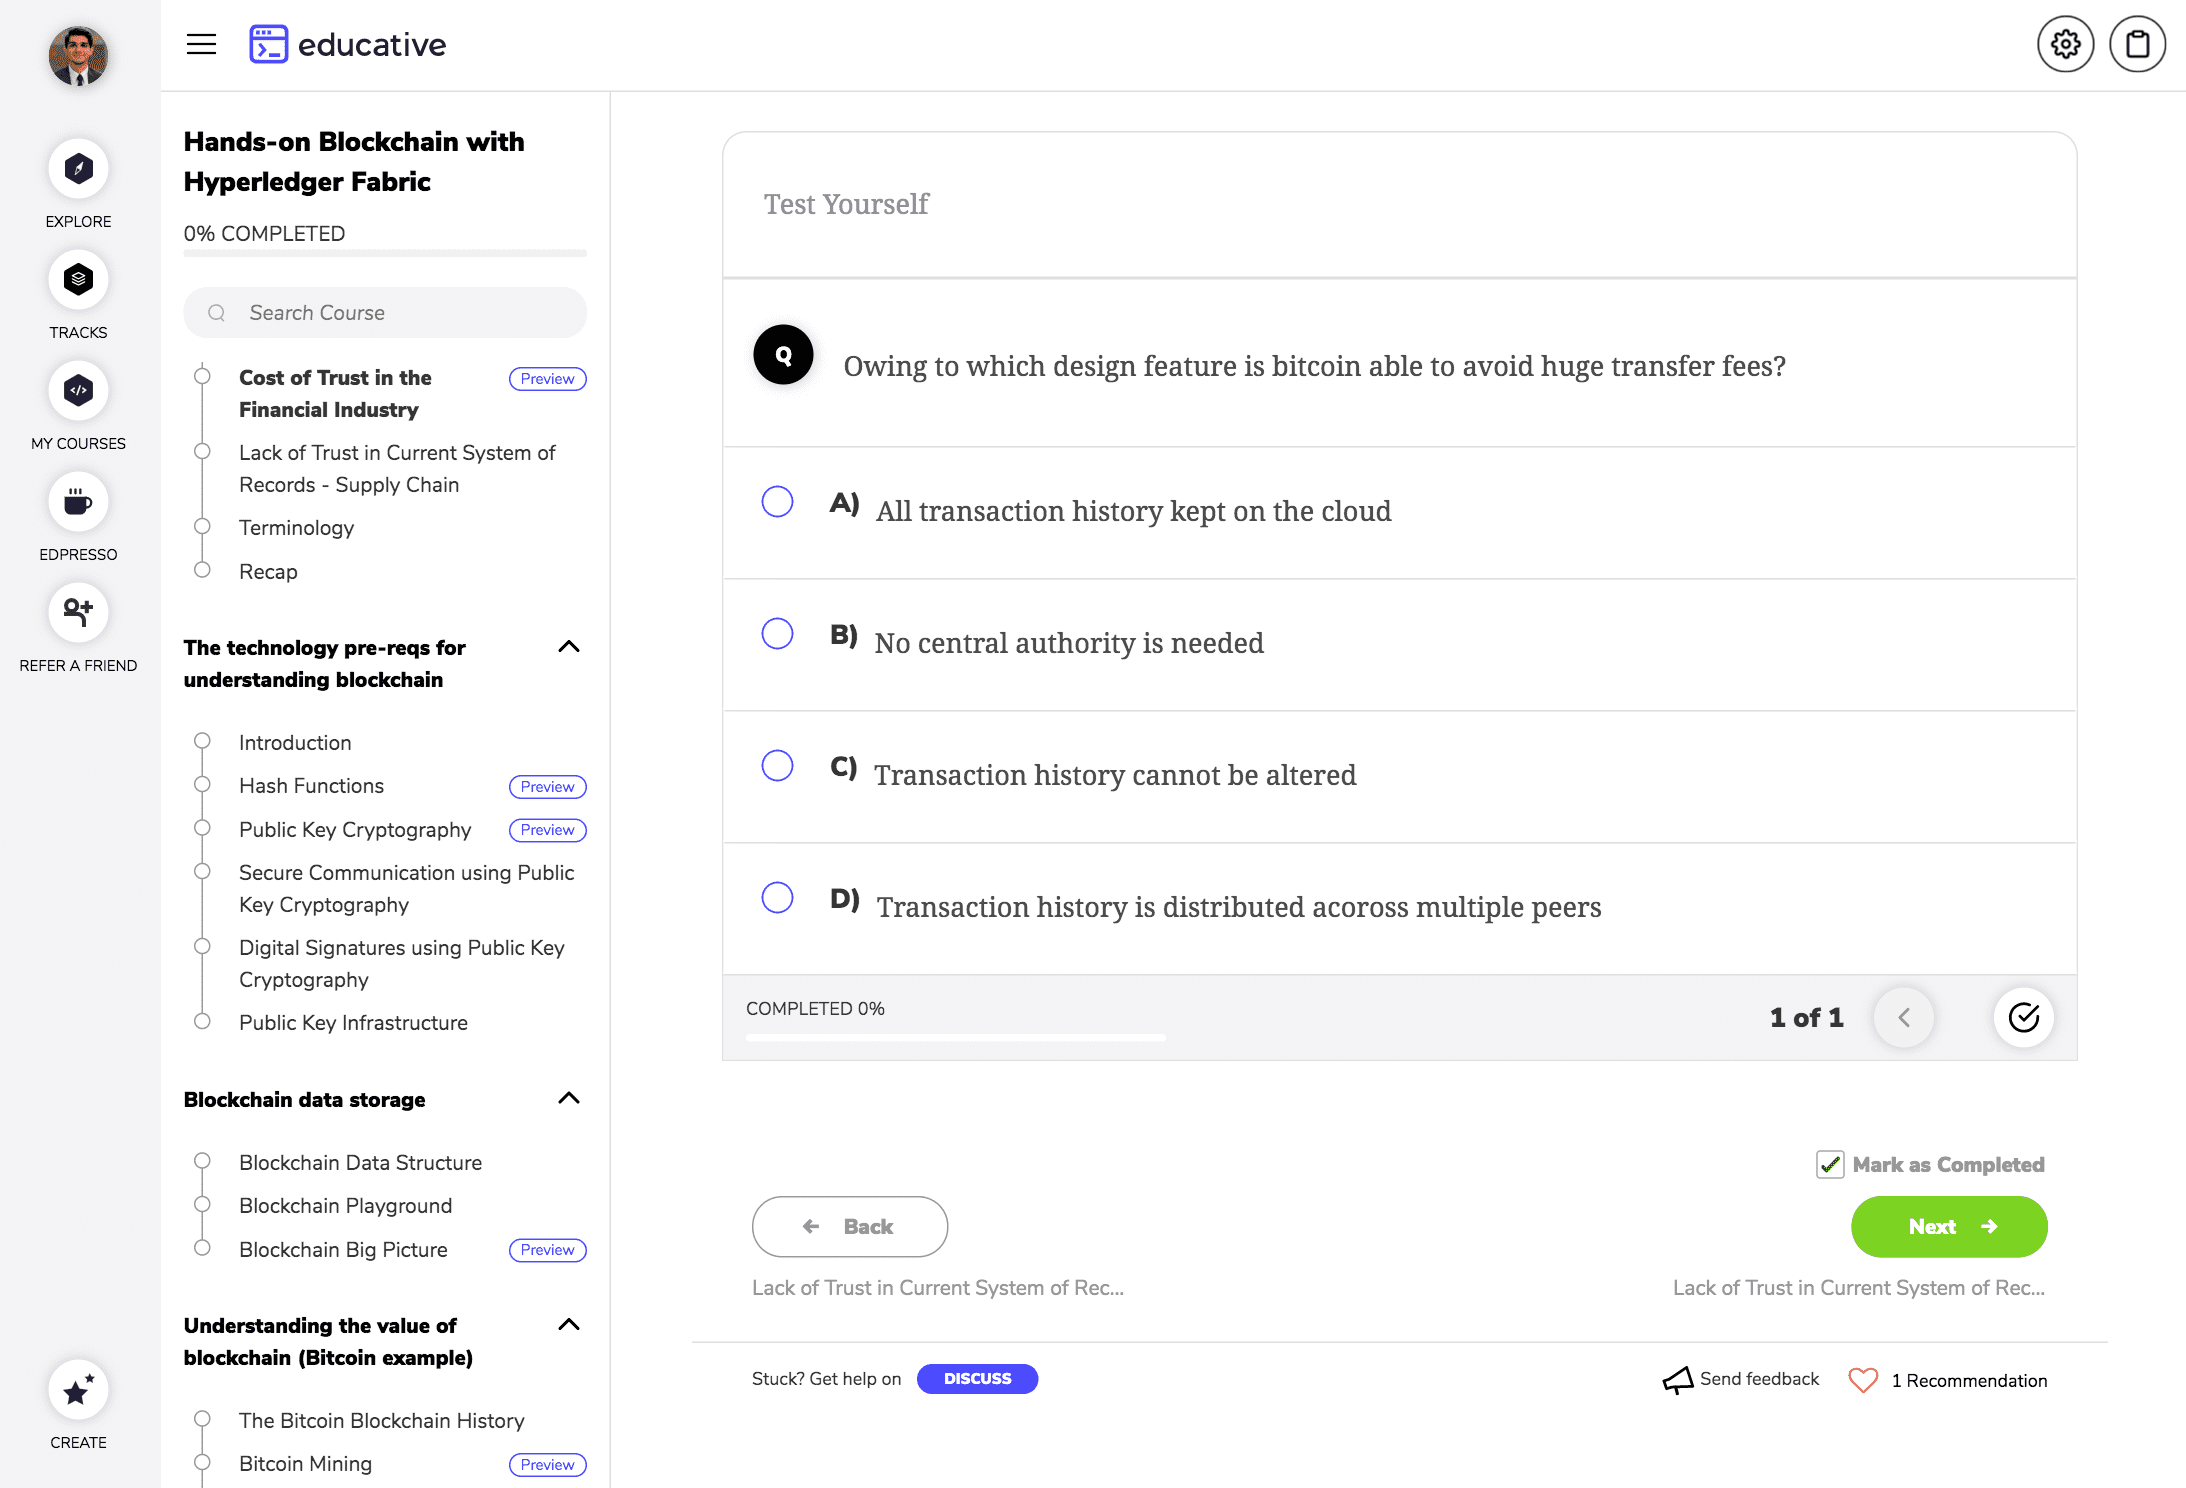 educative
EXPLORE
TRACKS
MY COURSES
EDPRESSO
REFER A FRIEND
CREATE
Hands-on Blockchain with
Hyperledger Fabric
0% COMPLETED
Search Course
Cost of Trust in the
Financial Industry
Preview
Lack of Trust in Current System of
Records - Supply Chain
Terminology
Recap
The technology pre-reqs for
understanding blockchain
Introduction
Hash Functions
Preview
Public Key Cryptography
Preview
Secure Communication using Public
Key Cryptography
Digital Signatures using Public Key
Cryptography
Public Key Infrastructure
Blockchain data storage
Blockchain Data Structure
Blockchain Playground
Blockchain Big Picture
Preview
Understanding the value of
blockchain (Bitcoin example)
The Bitcoin Blockchain History
Bitcoin Mining
Preview
Test Yourself
Q
Owing to which design feature is bitcoin able to avoid huge transfer fees?
A) All transaction history kept on the cloud
B) No central authority is needed
C) Transaction history cannot be altered
D) Transaction history is distributed acoross multiple peers
COMPLETED 0%
1 of 1
Mark as Completed
Back
Next
Lack of Trust in Current System of Rec...
Lack of Trust in Current System of Rec...
Stuck? Get help on
DISCUSS
Send feedback
1 Recommendation